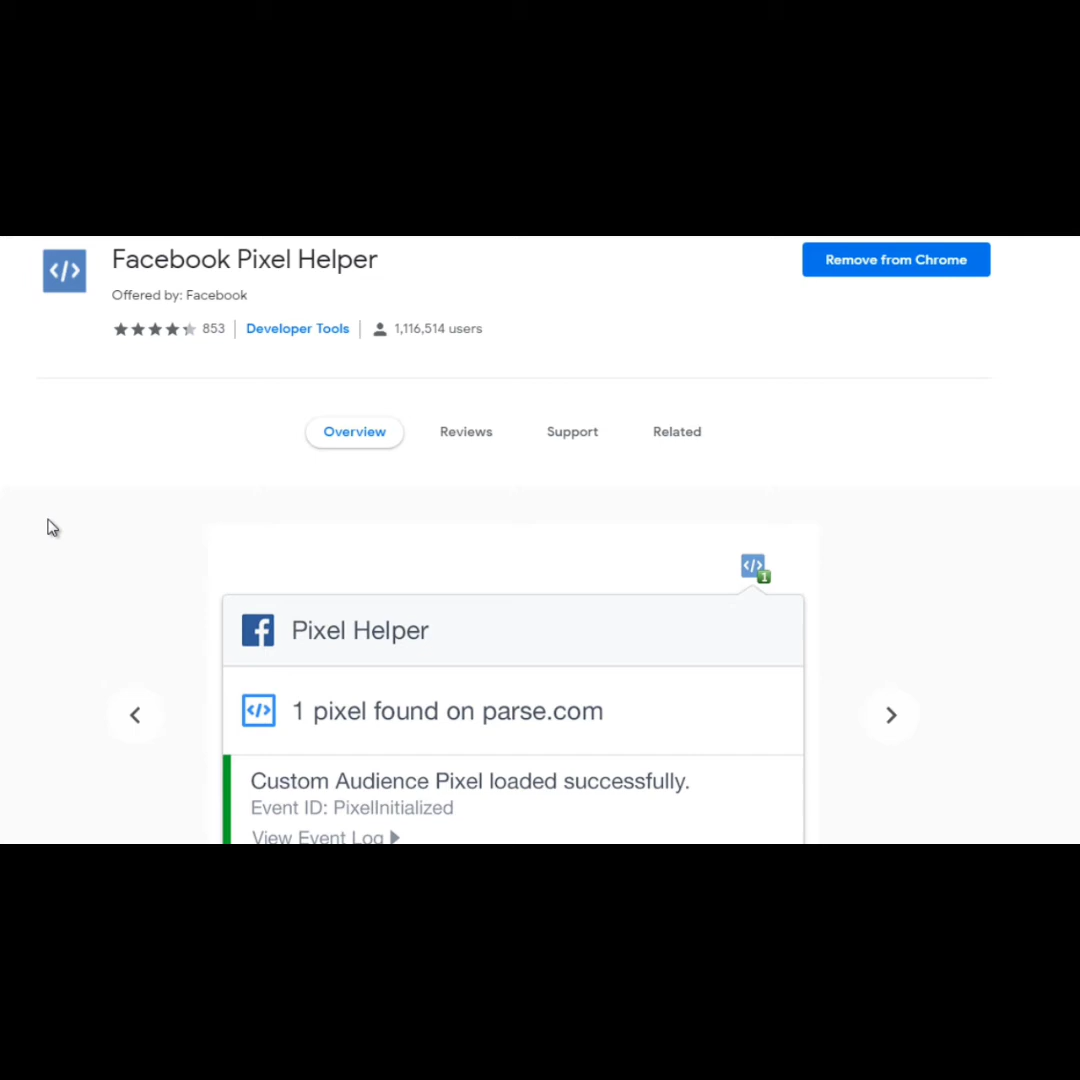 Facebook Pixel Helper
Remove from Chrome
Offered by: Facebook
853 Developer Tools 1,116,514 users
Overview Reviews Support Related
1
Pixel Helper
1 pixel found on parse.com
Custom Audience Pixel loaded successfully.
Event ID: PixelInitialized
View Event Log